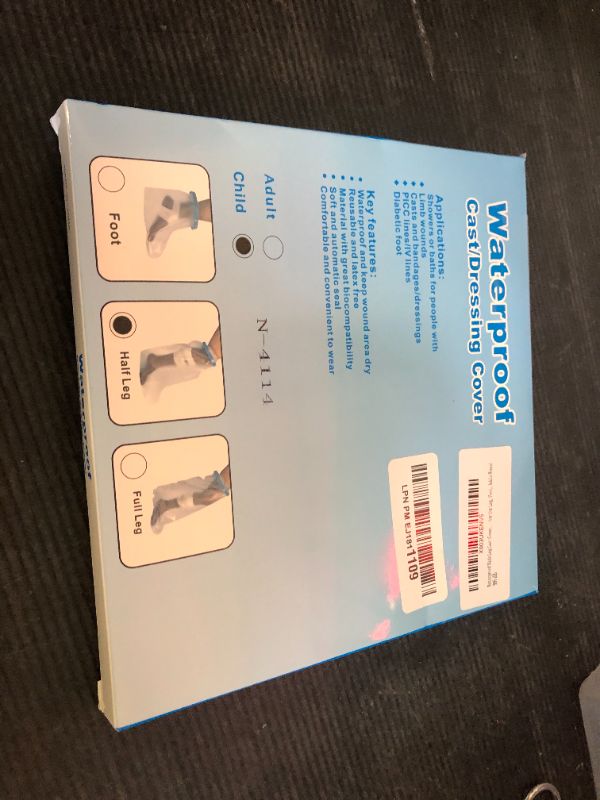 Waterproof
Cast/Dressing Cover
Applications:
Showers or baths for people with
• Limb wounds
• Casts and bandages/dressings
• PICC lines/IV lines
• Diabetic foot
Key features:
• Waterproof and keep wound area dry
• Reusable and latex free
• Material with great biocompatibility
• Soft and automatic seal
• Comfortable and convenient to wear
Adult
Child
N-4114
Foot
Half Leg
Full Leg
LPN PM EJ1811109
Waterproof